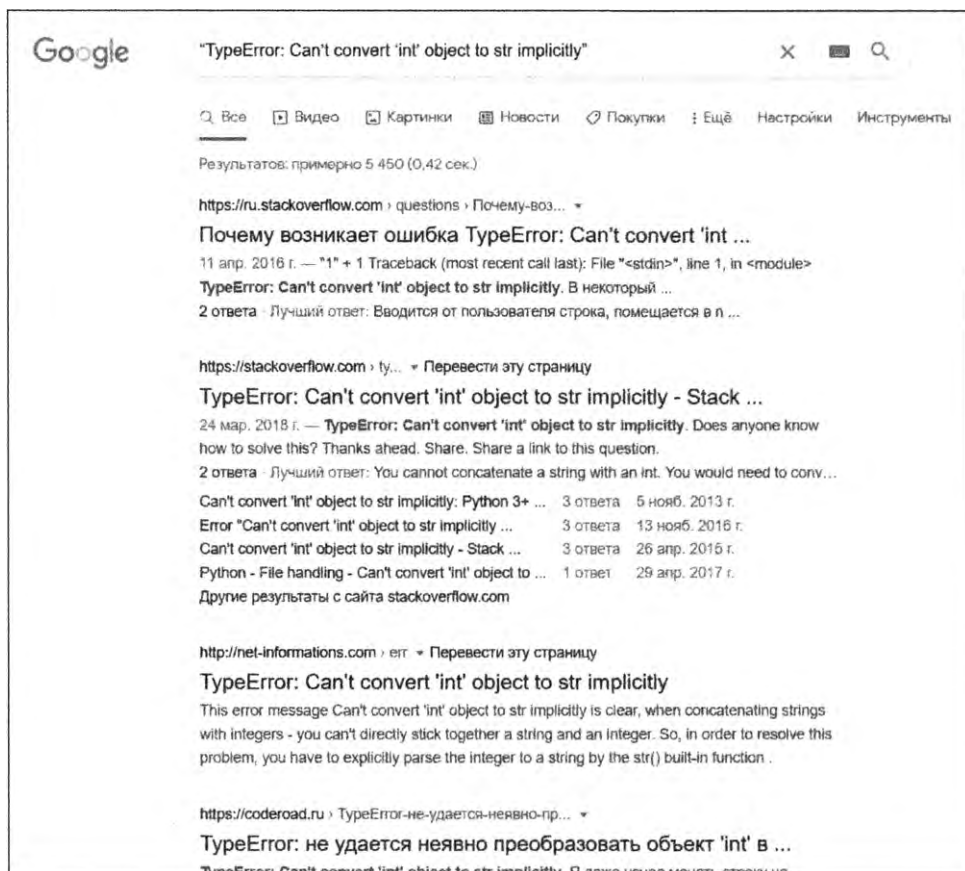 Google
"TypeError: Can't convert 'int' object to str implicitly"
Все Видео Картинки Новости Покупки Ещё Настройки Инструменты
Результатов: примерно 5 450 (0,42 сек.)
https://ru.stackoverflow.com › questions › Почему-воз...
Почему возникает ошибка TypeError: Can't convert 'int ...
11 апр. 2016 г. — "1" + 1 Traceback (most recent call last): File "<stdin>", line 1, in <module>
TypeError: Can't convert 'int' object to str implicitly. В некоторый ...
2 ответа · Лучший ответ: Вводится от пользователя строка, помещается в n ...
https://stackoverflow.com › ty... Перевести эту страницу
TypeError: Can't convert 'int' object to str implicitly - Stack ...
24 мар. 2018 г. — TypeError: Can't convert 'int' object to str implicitly. Does anyone know
how to solve this? Thanks ahead. Share. Share a link to this question.
2 ответа · Лучший ответ: You cannot concatenate a string with an int. You would need to conv...
Can't convert 'int' object to str implicitly: Python 3+ ... 3 ответа 5 нояб. 2013 г.
Error "Can't convert 'int' object to str implicitly ... 3 ответа 13 нояб. 2016 г.
Can't convert 'int' object to str implicitly - Stack ... 3 ответа 26 апр. 2015 г.
Python - File handling - Can't convert 'int' object to ... 1 ответ 29 апр. 2017 г.
Другие результаты с сайта stackoverflow.com
http://net-informations.com › err Перевести эту страницу
TypeError: Can't convert 'int' object to str implicitly
This error message Can't convert 'int' object to str implicitly is clear, when concatenating strings
with integers - you can't directly stick together a string and an integer. So, in order to resolve this
problem, you have to explicitly parse the integer to a string by the str() built-in function .
https://coderoad.ru › TypeError-не-удается-неявно-пр...
TypeError: не удается неявно преобразовать объект 'int' в ...
TypeError: Can't convert 'int' object to str implicitly.